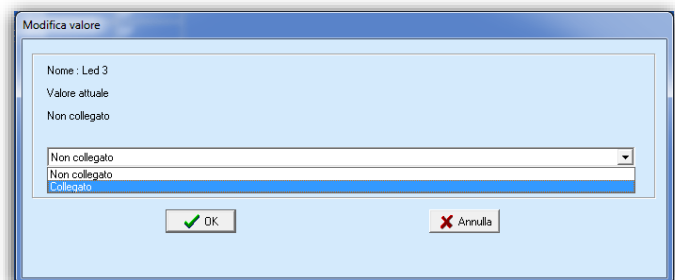 Modifica valore
Nome : Led 3
Valore attuale
Non collegato
Non collegato
Non collegato
Collegato
OK
Annulla